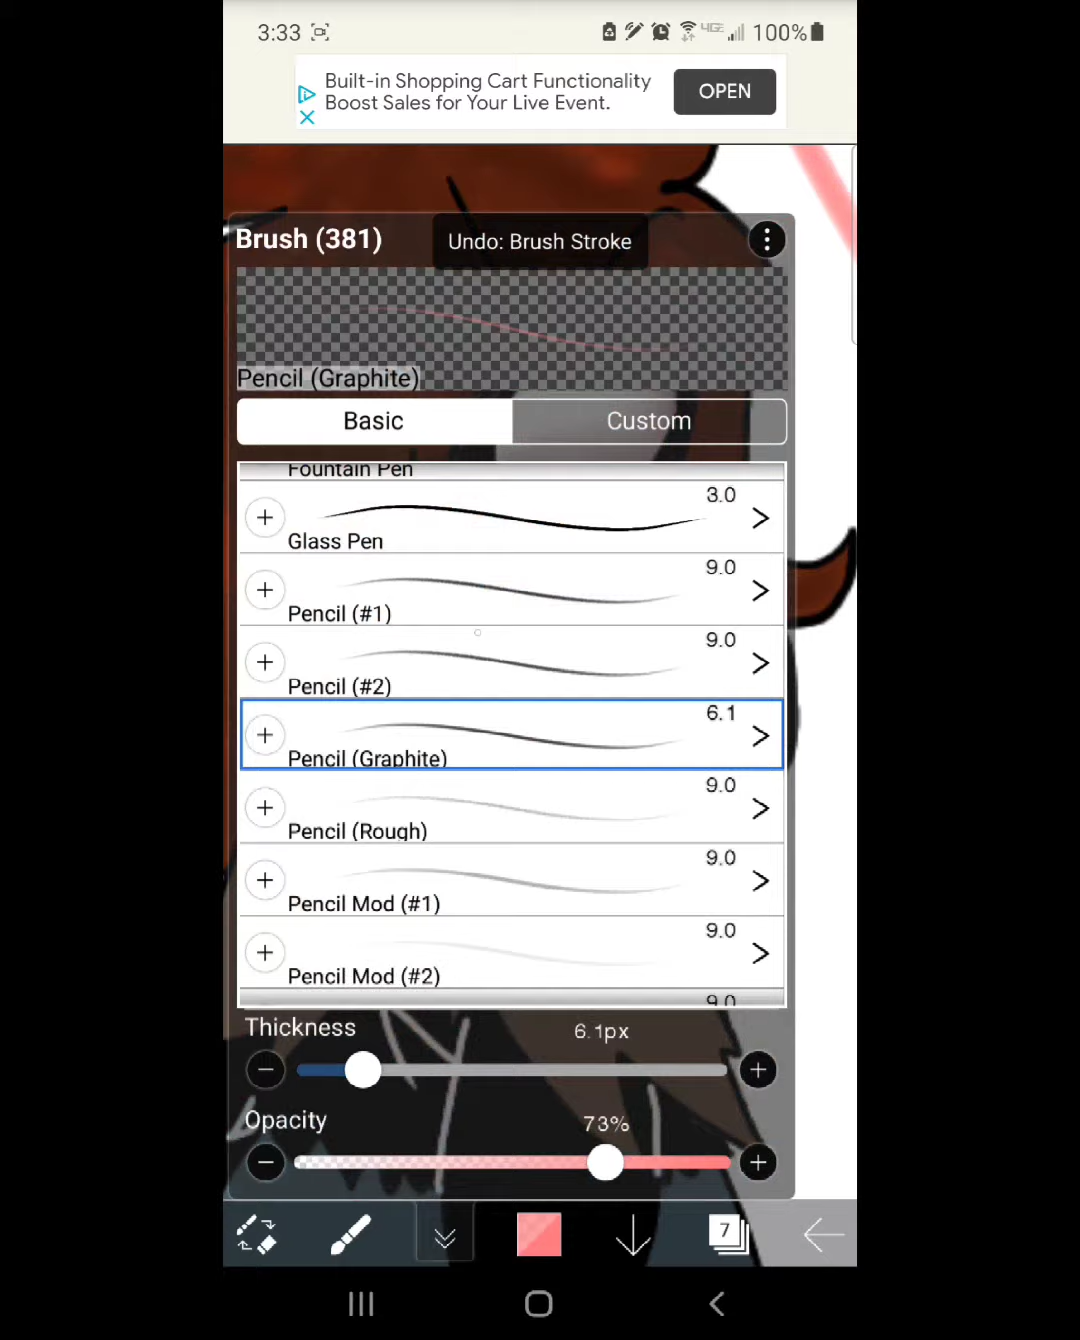 3:33
4GE
100%
Built-in Shopping Cart Functionality
Boost Sales for Your Live Event.
OPEN
Brush (381)
Undo: Brush Stroke
Pencil (Graphite)
Basic
Custom
Fountain Pen
3.0
Glass Pen
9.0
Pencil (#1)
9.0
Pencil (#2)
6.1
Pencil (Graphite)
9.0
Pencil (Rough)
9.0
Pencil Mod (#1)
9.0
Pencil Mod (#2)
9.0
Thickness
6.1px
Opacity
73%
7